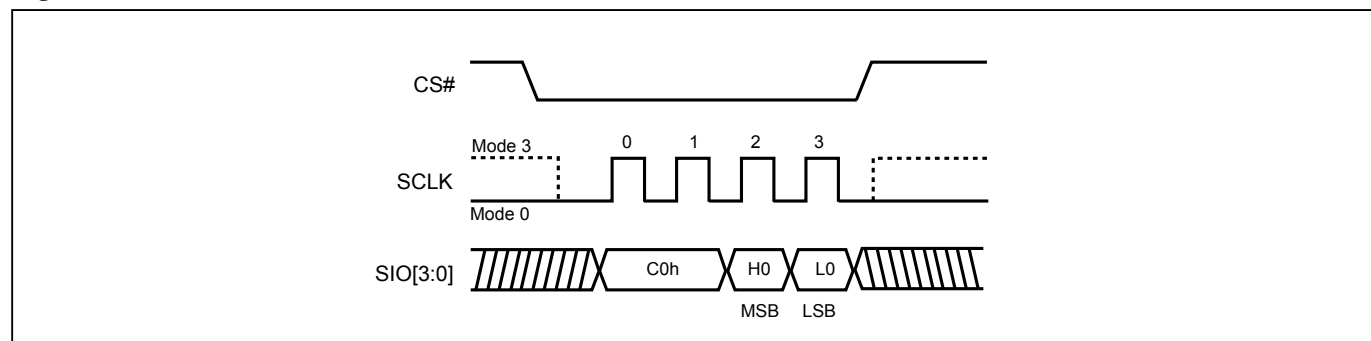 CS#
Mode 3 0 1 2 3
SCLK
Mode 0
SIO[3:0] C0h H0 L0
MSB LSB